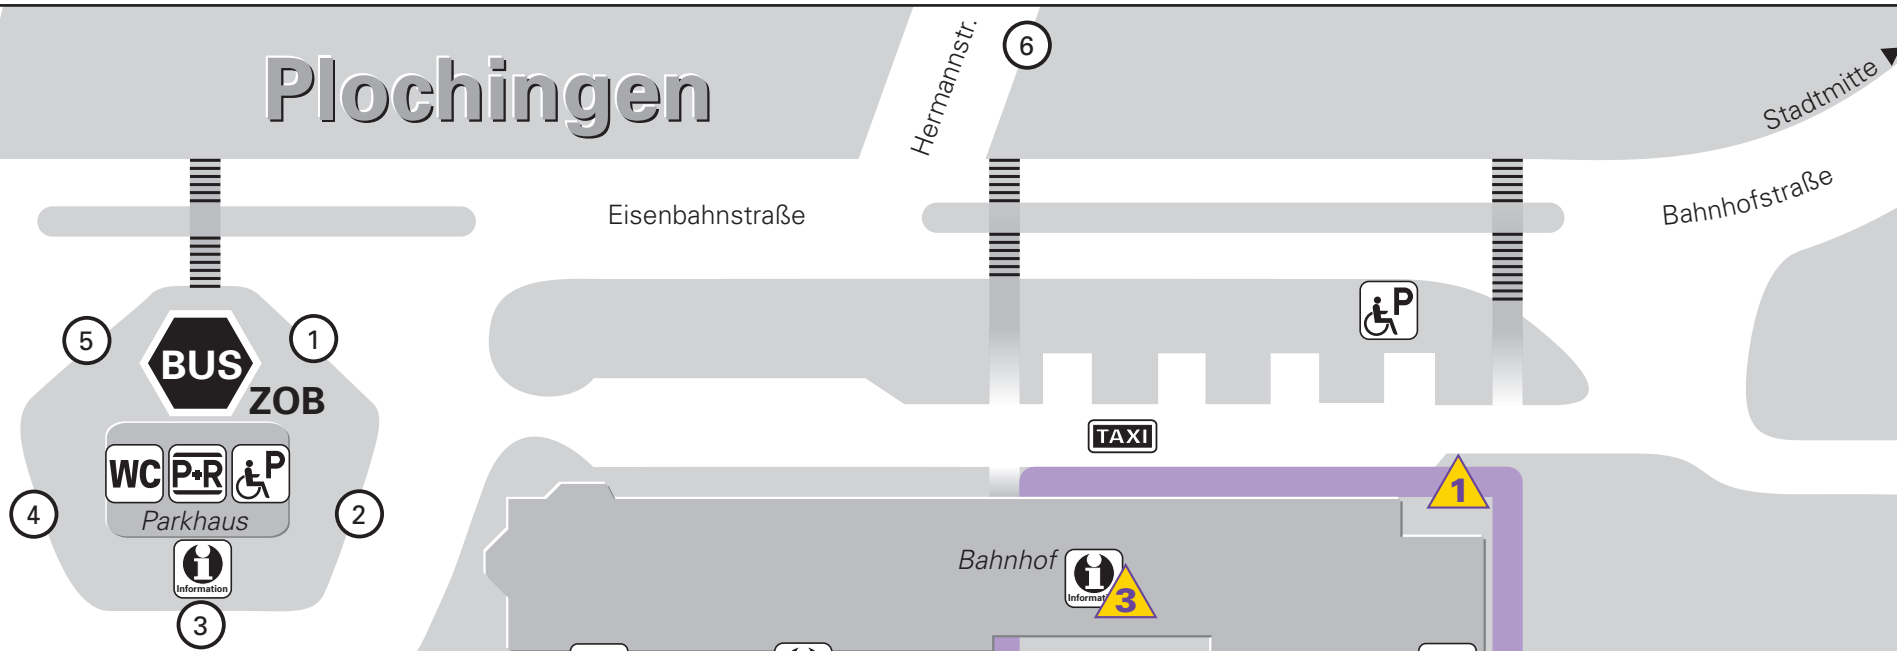 Plochingen
Hermannstr.
6
Stadtmitte
Eisenbahnstraße
Bahnhofstraße
P
5
1
BUS
ZOB
TAXI
WC
P+R
P
1
4
Parkhaus
2
Bahnhof
i
Information
i
Informat
3
3